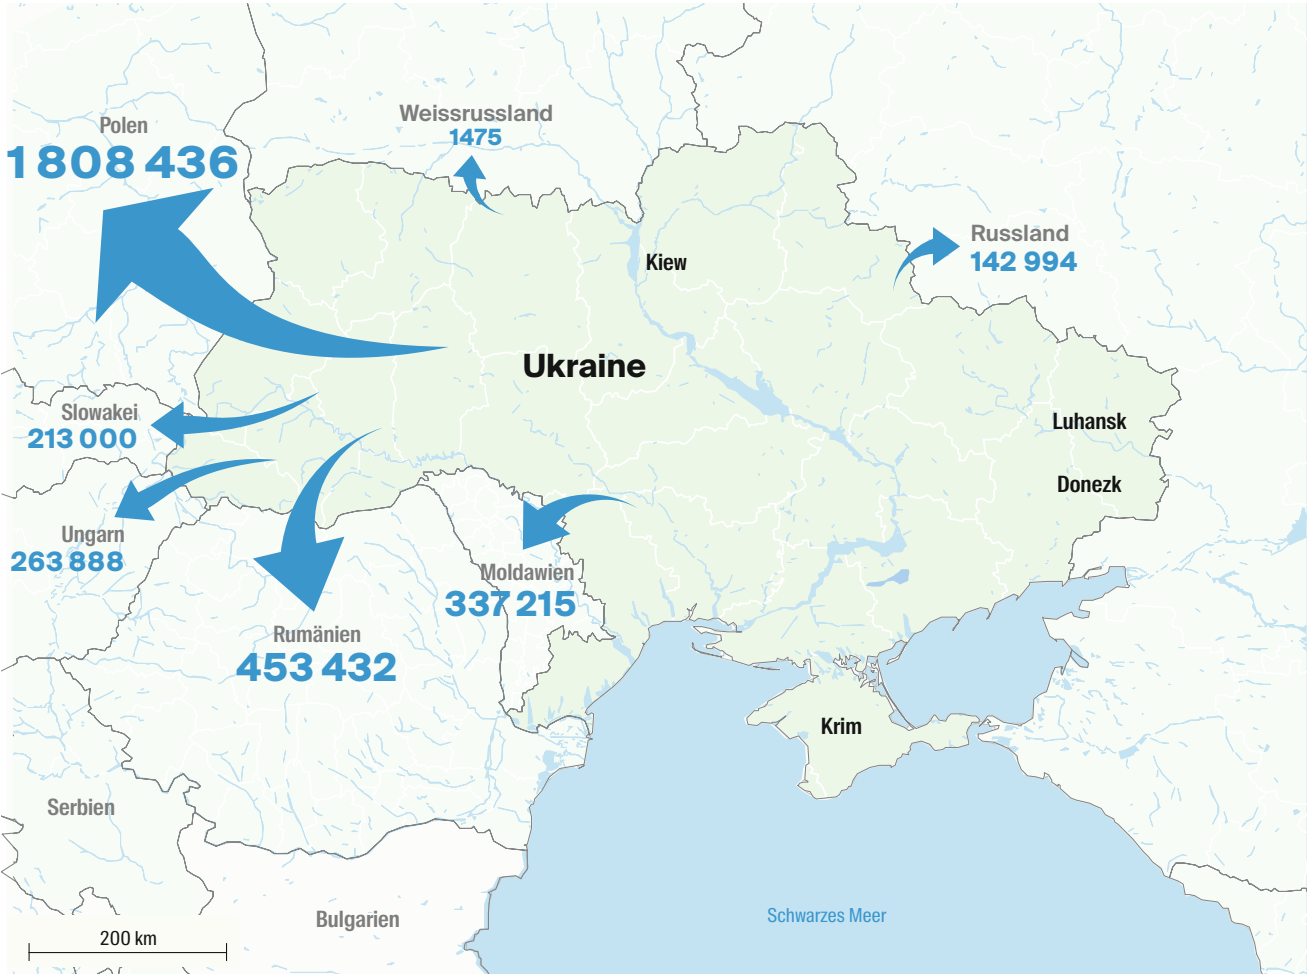 Weissrussland
1475
Polen
1 808 436
Russland
142 994
Kiew
Ukraine
Slowakei
213 000
Luhansk
Donezk
Ungarn
263 888
Moldawien
337 215
Rumänien
453 432
Krim
Serbien
Bulgarien
Schwarzes Meer
200 km